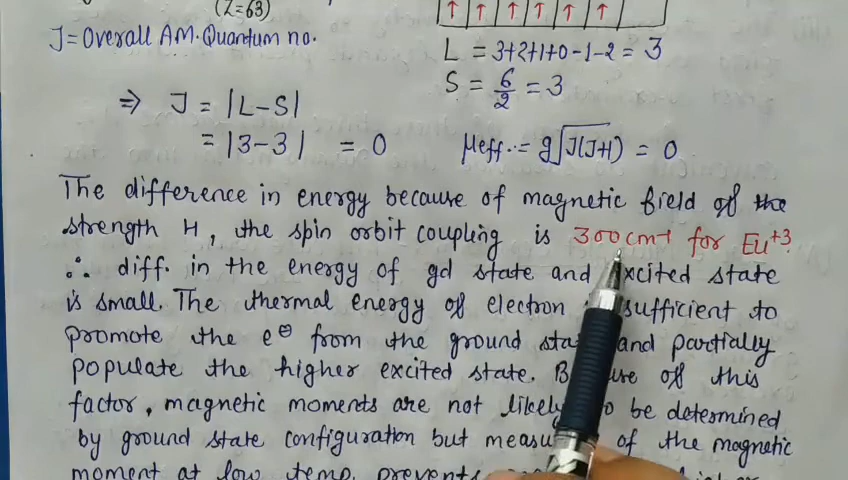 (Z=63)
↑ ↑ ↑ ↑ ↑ ↑
J = Overall A.M. Quantum no.
L = 3+2+1+0-1-2 = 3
S = 6/2 = 3
⇒ J = |L-S|
= |3-3| = 0
μeff. = g√J(J+1) = 0
The difference in energy because of magnetic field of the
strength H, the spin orbit coupling is 300cm-1 for Eu+3.
∴ diff. in the energy of gd state and excited state
is small. The thermal energy of electron sufficient to
promote the e⊖ from the ground state and partially
populate the higher excited state. Because of this
factor, magnetic moments are not likely to be determined
by ground state configuration but of the magnetic
moment at low temp. prevents